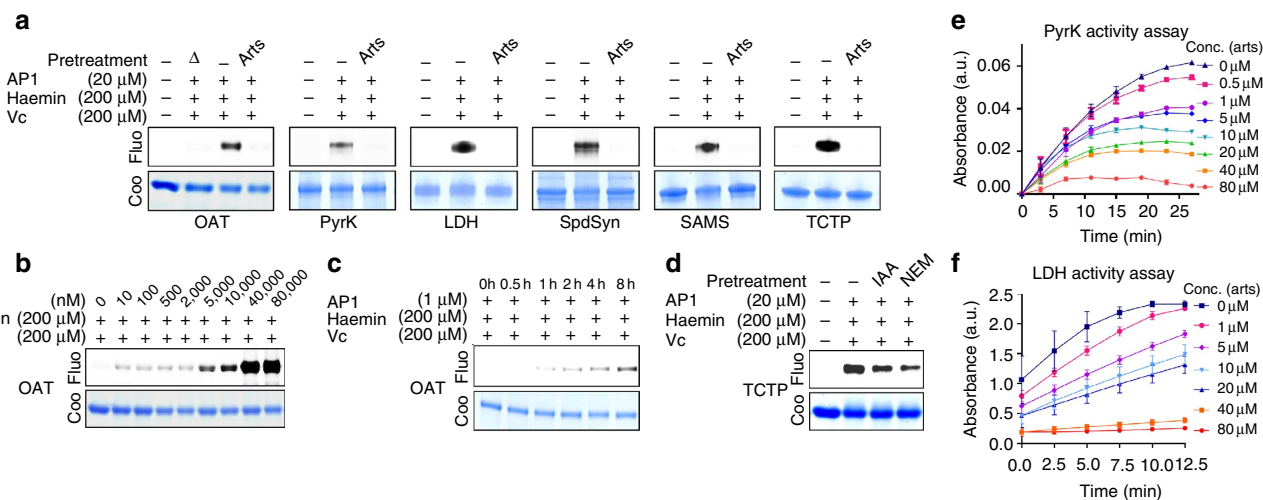 a
Pretreatment – Δ – Arts – – Arts – – Arts – – Arts – – Arts – – Arts
AP1 (20 μM) – + + + – + + – + + – + + – + + – + +
Haemin (200 μM) – + + + – + + – + + – + + – + + – + +
Vc (200 μM) – + + + – + + – + + – + + – + + – + +
Fluo
Coo
OAT PyrK LDH SpdSyn SAMS TCTP
b
(nM) 0 10 100 500 2,000 5,000 10,000 40,000 80,000
n (200 μM) + + + + + + + + +
(200 μM) + + + + + + + + +
OAT
Fluo
Coo
c
0h 0.5 h 1 h 2 h 4 h 8h
AP1 (1 μM) + + + + + +
Haemin (200 μM) + + + + + +
Vc (200 μM) + + + + + +
OAT
Fluo
Coo
d
Pretreatment – – IAA NEM
AP1 (20 μM) – + + +
Haemin (200 μM) – + + +
Vc (200 μM) – + + +
TCTP
Fluo
Coo
e
PyrK activity assay
Conc. (arts)
0 μM
0.5 μM
1 μM
5 μM
10 μM
20 μM
40 μM
80 μM
Absorbance (a.u.)
0.06
0.04
0.02
0.00
0 5 10 15 20 25
Time (min)
f
LDH activity assay
Conc. (arts)
0 μM
1 μM
5 μM
10 μM
20 μM
40 μM
80 μM
Absorbance (a.u.)
2.5
2.0
1.5
1.0
0.5
0.0
0.0 2.5 5.0 7.5 10.0 12.5
Time (min)